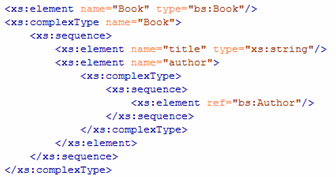 <xs:element name="Book" type="bs:Book"/>
<xs:complexType name="Book">
<xs:sequence>
<xs:element name="title" type="xs:string"/>
<xs:element name="author">
<xs:complexType>
<xs:sequence>
<xs:element ref="bs:Author"/>
</xs:sequence>
</xs:complexType>
</xs:element>
</xs:sequence>
</xs:complexType>